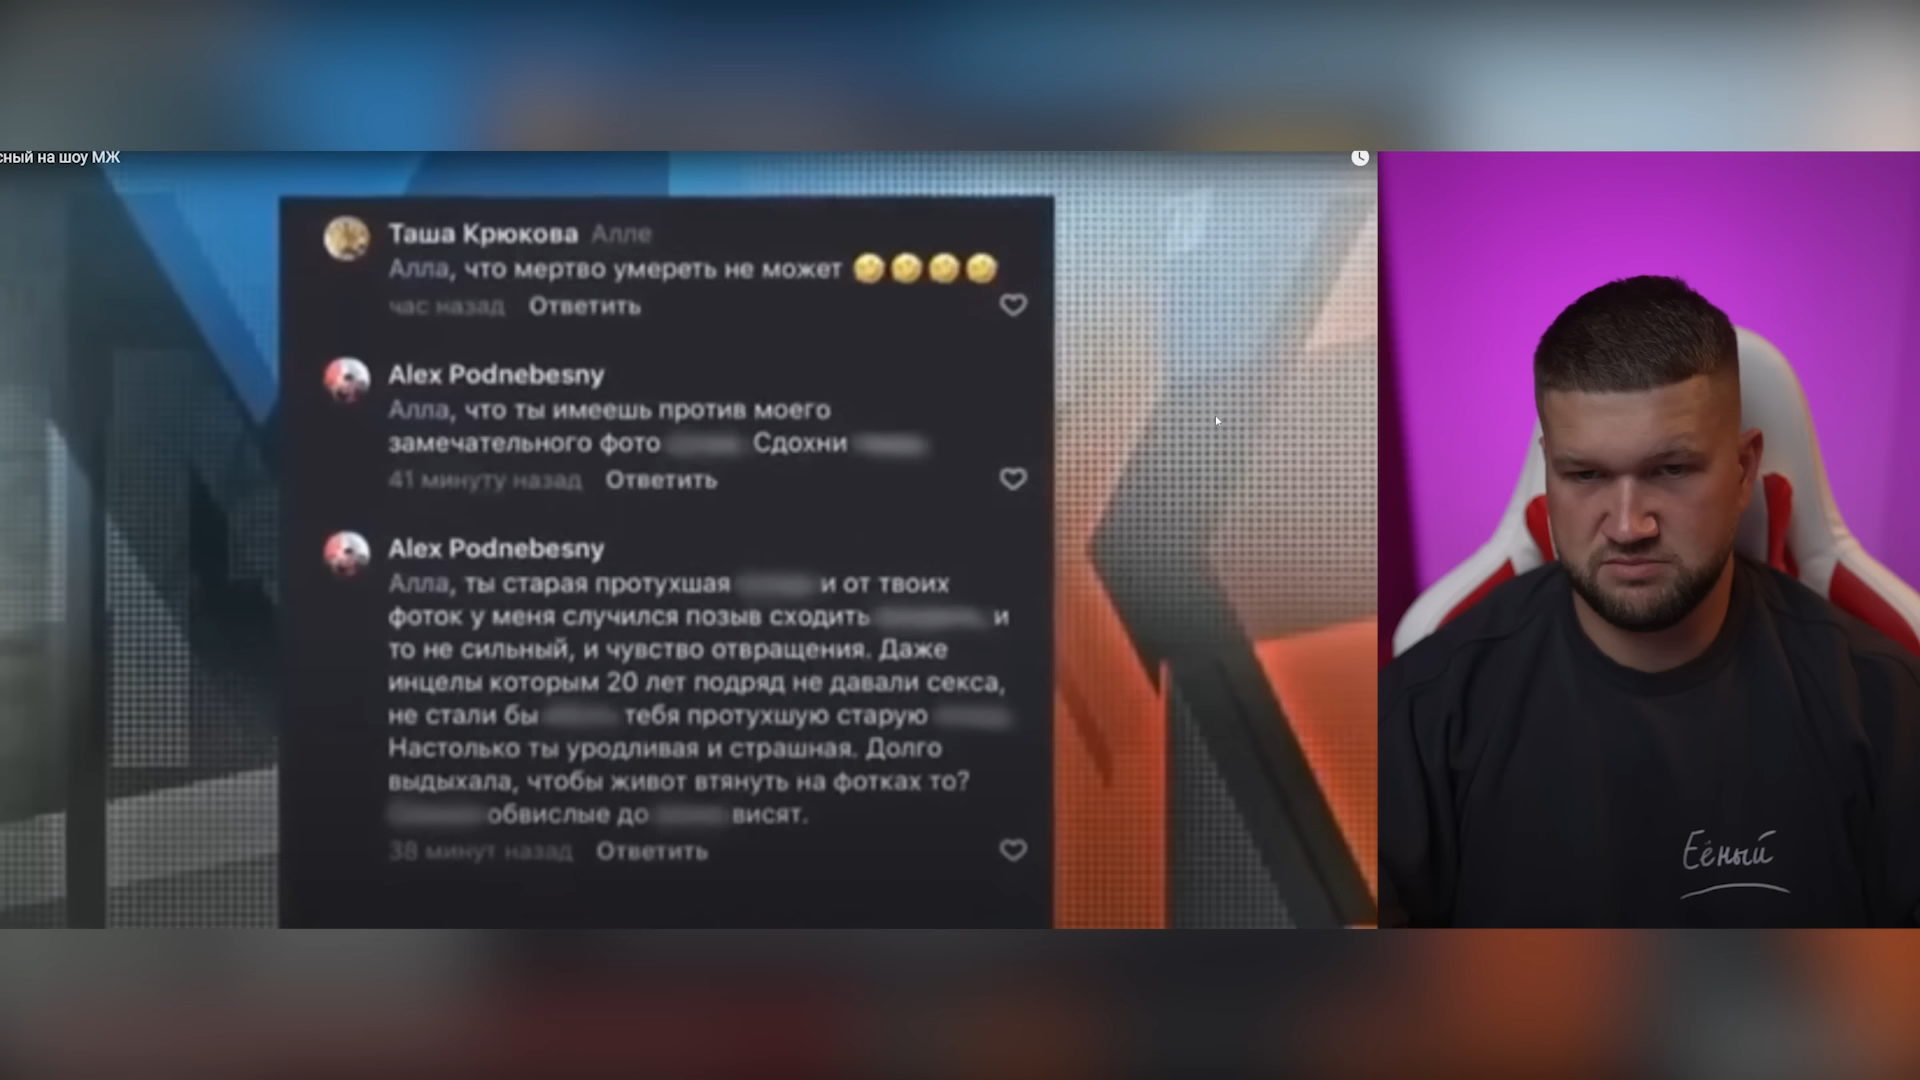 сный на шоу МЖ
Таша Крюкова Алле
Алла, что мертво умереть не может
час назад Ответить
Alex Podnebesny
Алла, что ты имеешь против моего
замечательного фото Сдохни
41 минуту назад Ответить
Alex Podnebesny
Алла, ты старая протухшая и от твоих
фоток у меня случился позыв сходить и
то не сильный, и чувство отвращения. Даже
инцелы которым 20 лет подряд не давали секса,
не стали бы тебя протухшую старую
Настолько ты уродливая и страшная. Долго
выдыхала, чтобы живот втянуть на фотках то?
обвислые до висят.
38 минут назад Ответить
Её́ный